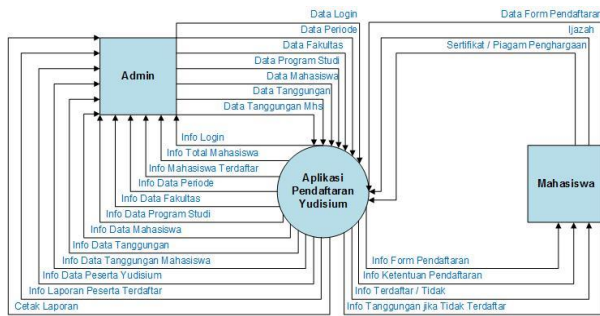 Data Login
Data Periode
Data Fakultas
Data Program Studi
Data Mahasiswa
Data Tanggungan
Data Tanggungan Mhs
Data Form Pendaftaran
Ijazah
Sertifikat / Piagam Penghargaan
Admin
Info Login
Info Total Mahasiswa
Info Mahasiswa Terdaftar
Info Data Periode
Info Data Fakultas
Info Data Program Studi
Info Data Mahasiswa
Info Data Tanggungan
Info Data Tanggungan Mahasiswa
Info Data Peserta Yudisium
Info Laporan Peserta Terdaftar
Cetak Laporan
Aplikasi
Pendaftaran
Yudisium
Mahasiswa
Info Form Pendaftaran
Info Ketentuan Pendaftaran
Info Terdaftar / Tidak
Info Tanggungan jika Tidak Terdaftar